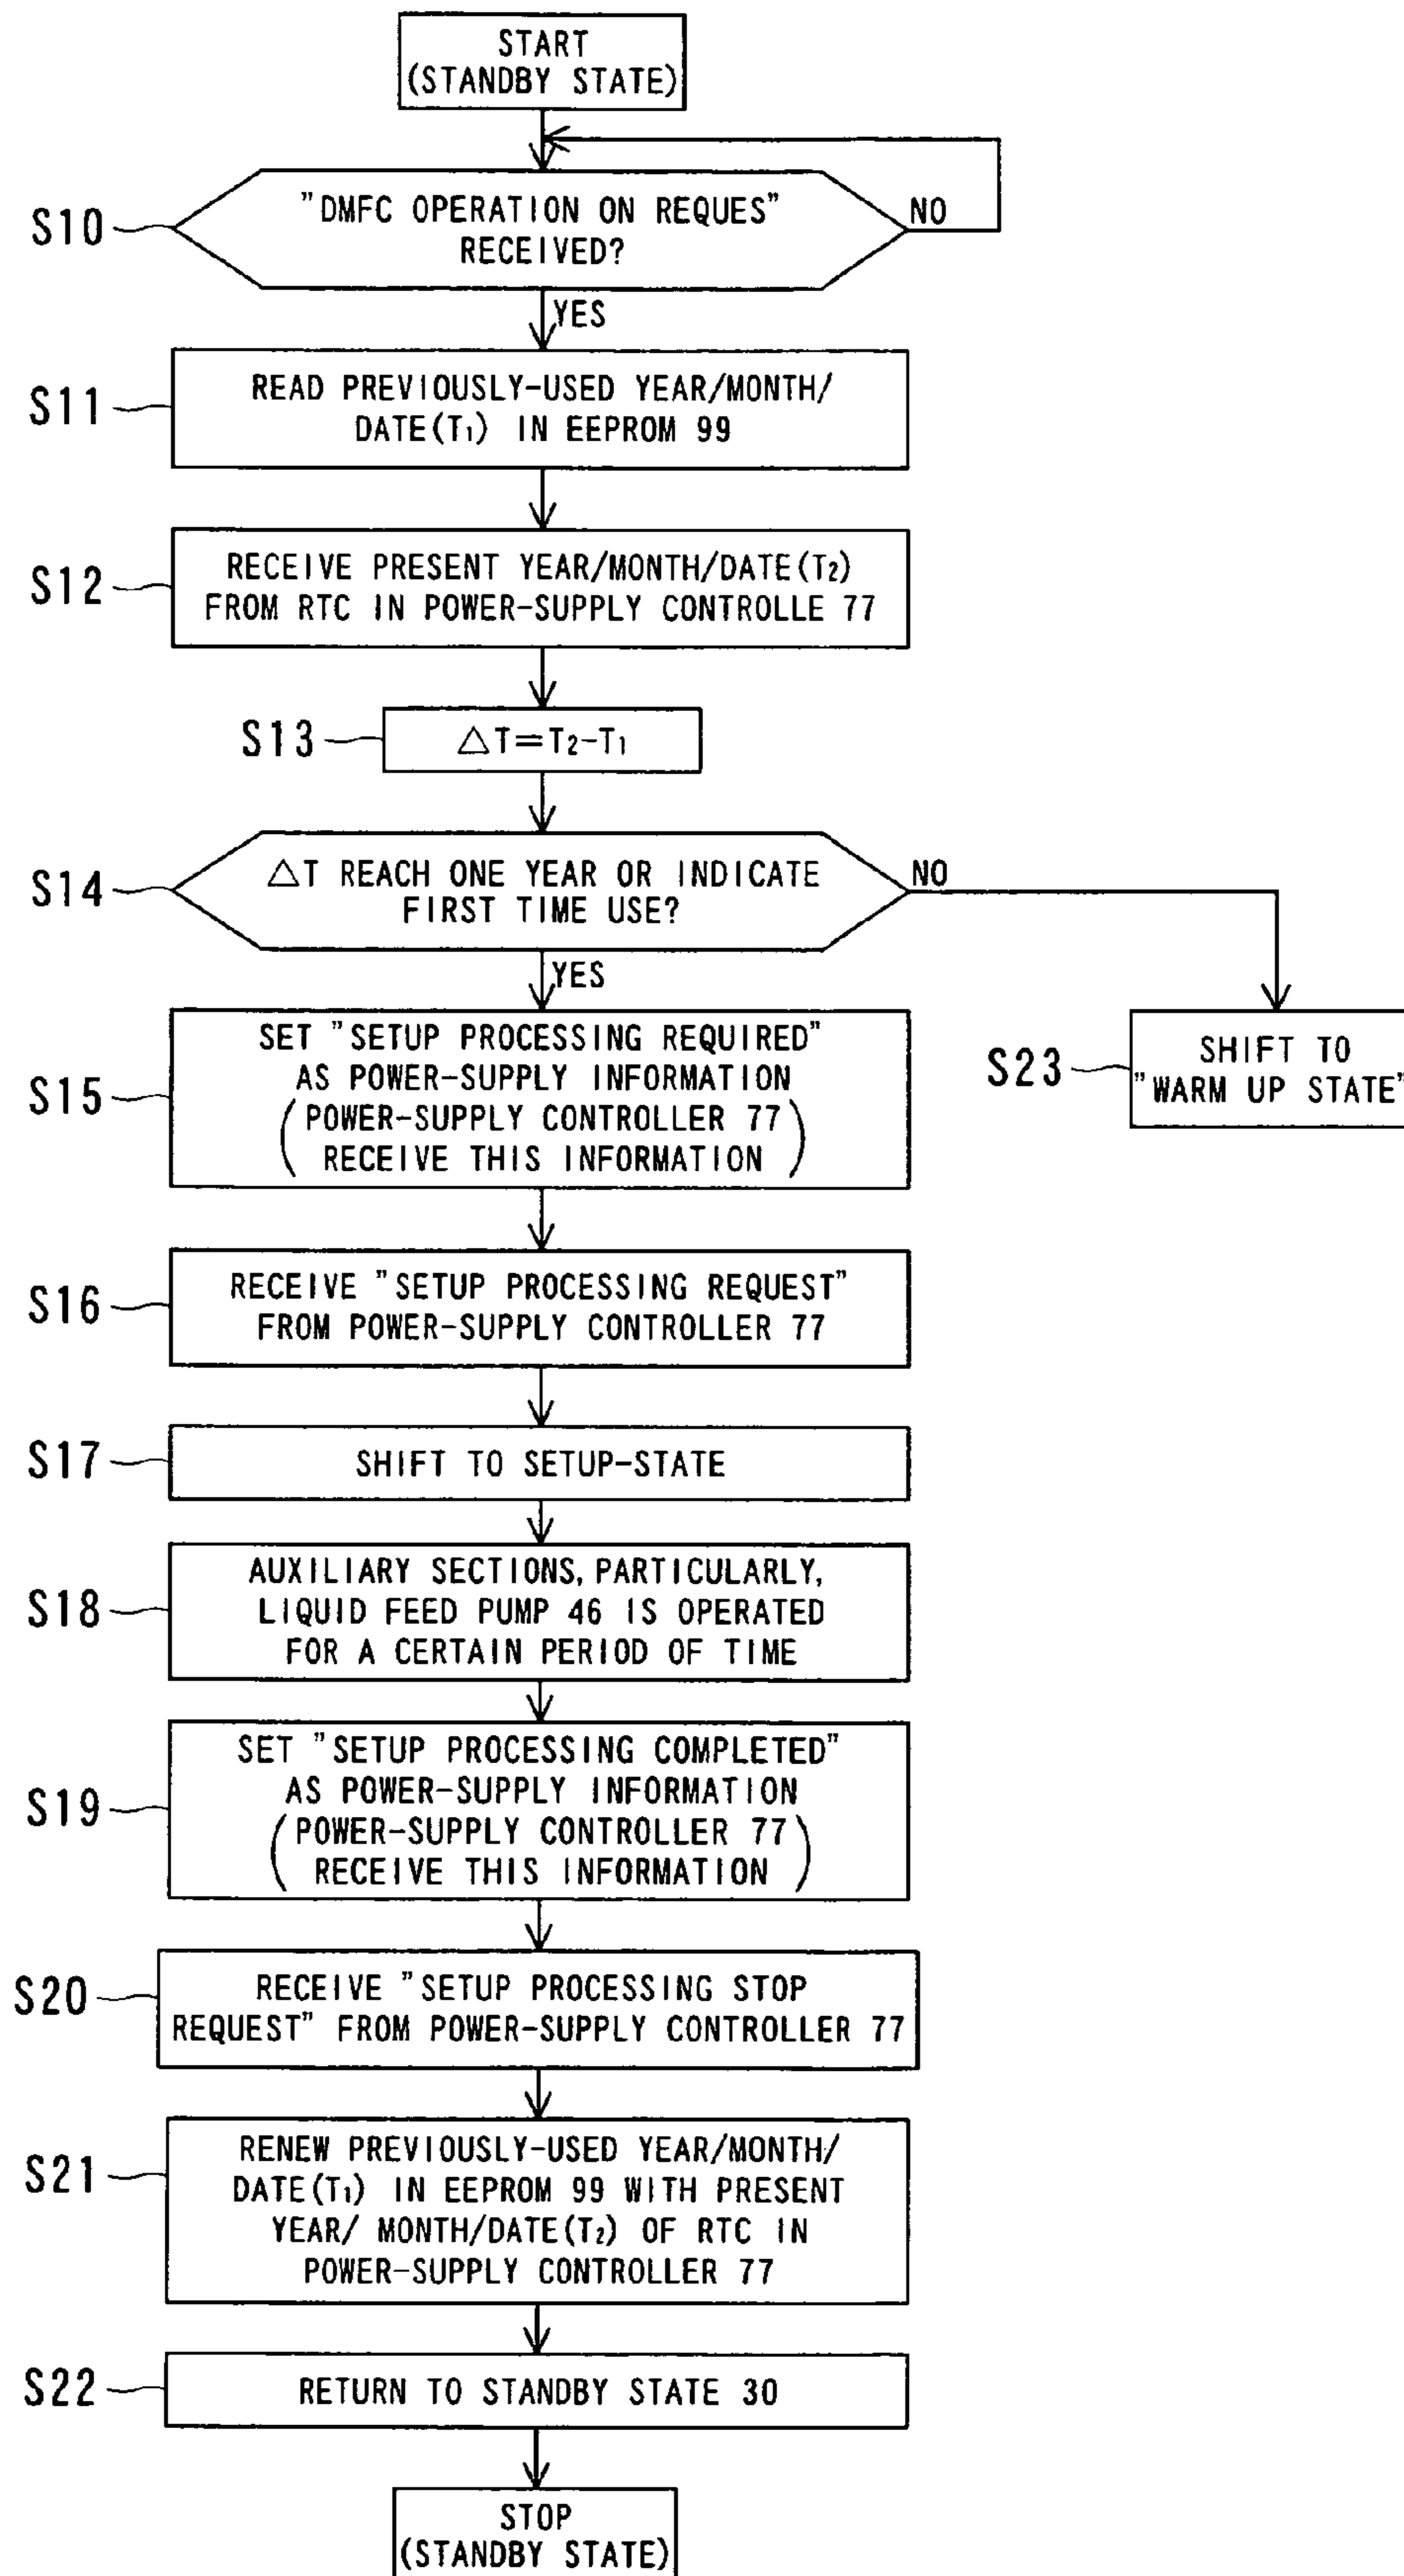 START
(STANDBY STATE)
S10
"DMFC OPERATION ON REQUES"
RECEIVED?
NO
YES
S11
READ PREVIOUSLY-USED YEAR/MONTH/
DATE(T1) IN EEPROM 99
S12
RECEIVE PRESENT YEAR/MONTH/DATE(T2)
FROM RTC IN POWER-SUPPLY CONTROLLE 77
S13
△T=T2-T1
S14
△T REACH ONE YEAR OR INDICATE
FIRST TIME USE?
NO
YES
S15
SET "SETUP PROCESSING REQUIRED"
AS POWER-SUPPLY INFORMATION
(POWER-SUPPLY CONTROLLER 77
RECEIVE THIS INFORMATION)
S23
SHIFT TO
"WARM UP STATE"
S16
RECEIVE "SETUP PROCESSING REQUEST"
FROM POWER-SUPPLY CONTROLLER 77
S17
SHIFT TO SETUP-STATE
S18
AUXILIARY SECTIONS, PARTICULARLY,
LIQUID FEED PUMP 46 IS OPERATED
FOR A CERTAIN PERIOD OF TIME
S19
SET "SETUP PROCESSING COMPLETED"
AS POWER-SUPPLY INFORMATION
(POWER-SUPPLY CONTROLLER 77
RECEIVE THIS INFORMATION)
S20
RECEIVE "SETUP PROCESSING STOP
REQUEST" FROM POWER-SUPPLY CONTROLLER 77
S21
RENEW PREVIOUSLY-USED YEAR/MONTH/
DATE(T1) IN EEPROM 99 WITH PRESENT
YEAR/ MONTH/DATE(T2) OF RTC IN
POWER-SUPPLY CONTROLLER 77
S22
RETURN TO STANDBY STATE 30
STOP
(STANDBY STATE)